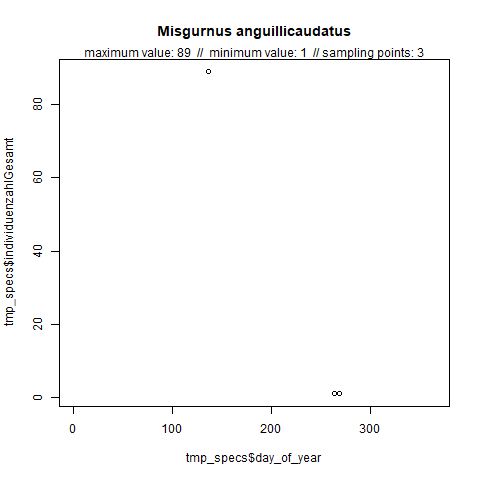 Misgurnus anguillicaudatus
maximum value: 89 // minimum value: 1 // sampling points: 3
tmp_specs$individuenzahlGesamt
80
60
40
20
0
0 100 200 300
tmp_specs$day_of_year